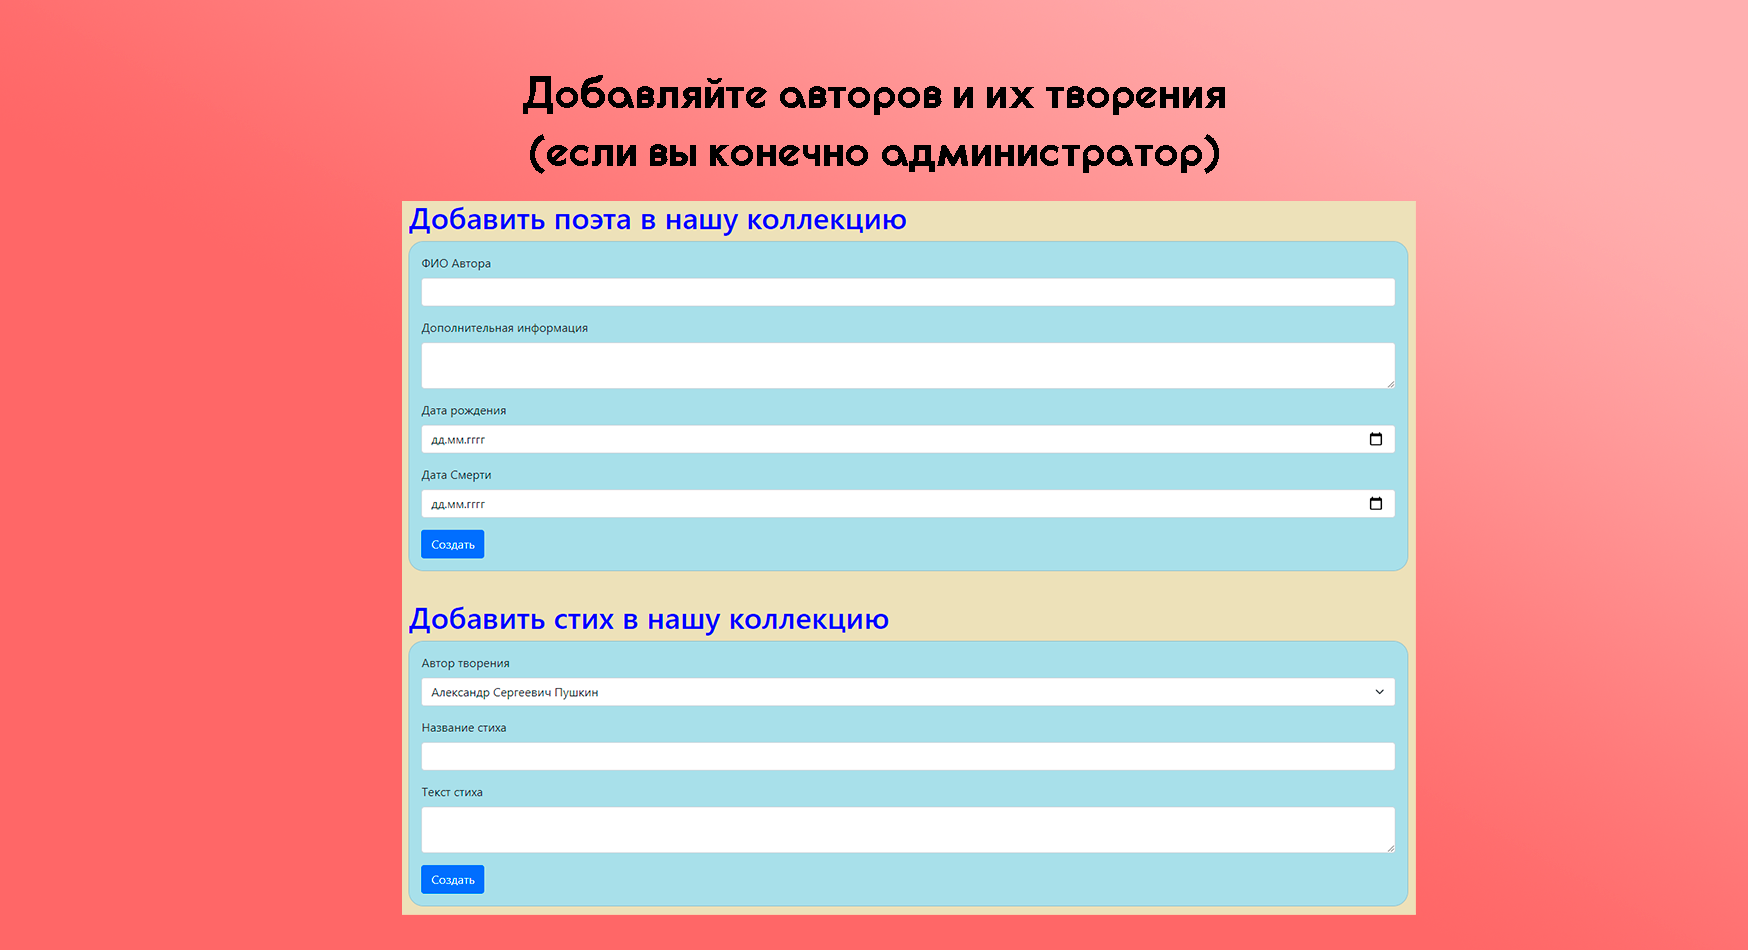 Добавляйте авторов и их творения
(если вы конечно администратор)
Добавить поэта в нашу коллекцию
ФИО Автора
Дополнительная информация
Дата рождения
дд.мм.гггг
Дата Смерти
дд.мм.гггг
Создать
Добавить стих в нашу коллекцию
Автор творения
Александр Сергеевич Пушкин
Название стиха
Текст стиха
Создать